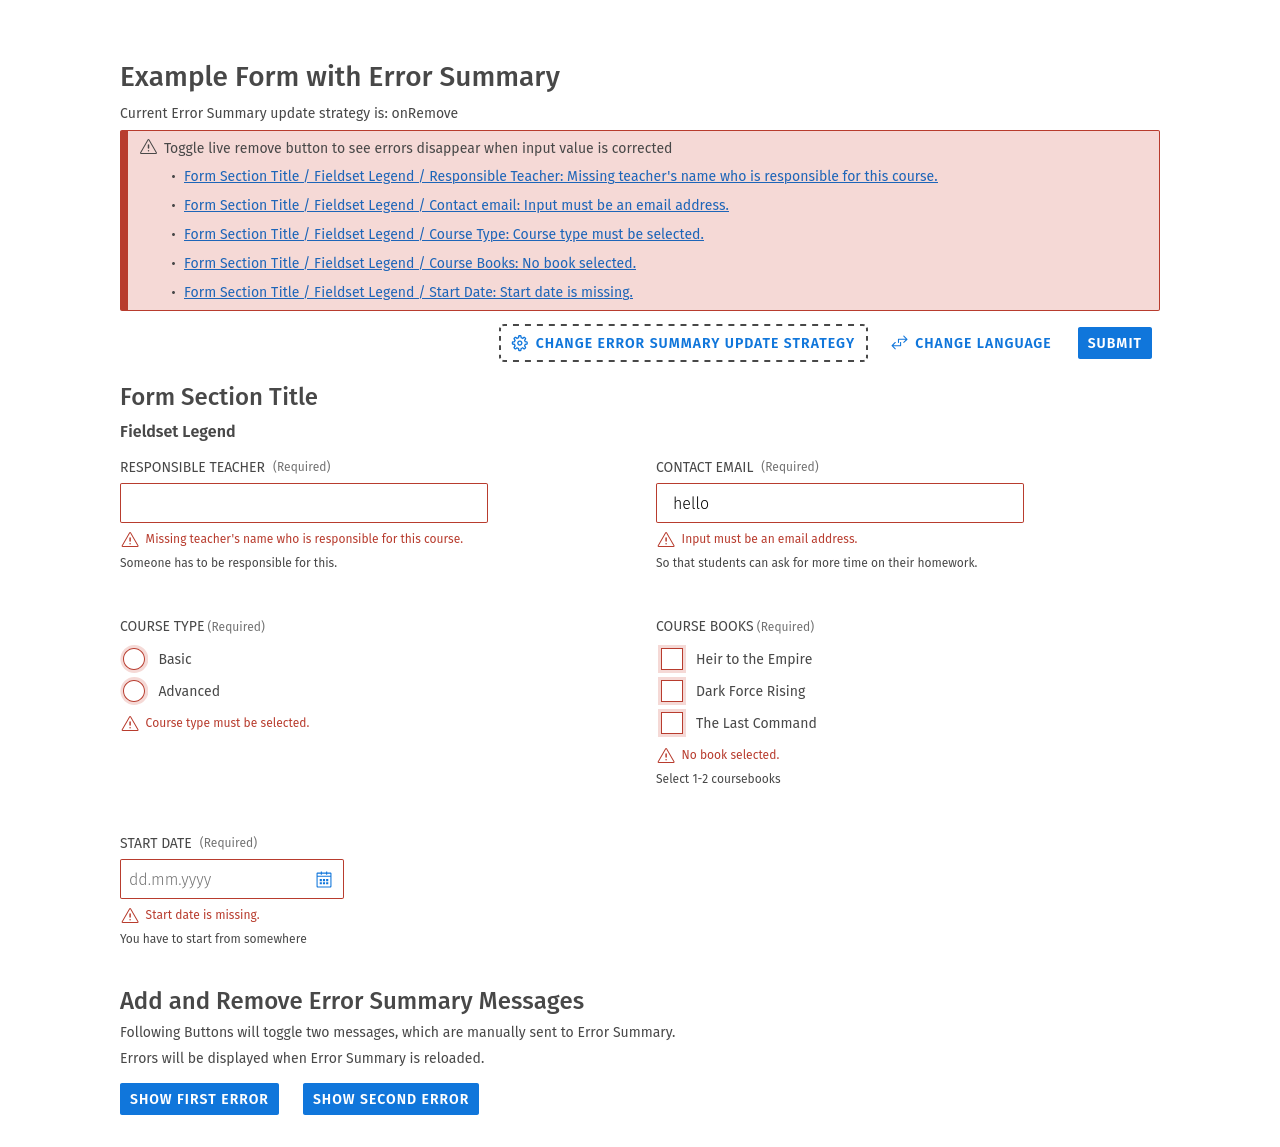 Example Form with Error Summary
Current Error Summary update strategy is: onRemove
Toggle live remove button to see errors disappear when input value is corrected
• Form Section Title / Fieldset Legend / Responsible Teacher: Missing teacher's name who is responsible for this course.
• Form Section Title / Fieldset Legend / Contact email: Input must be an email address.
• Form Section Title / Fieldset Legend / Course Type: Course type must be selected.
• Form Section Title / Fieldset Legend / Course Books: No book selected.
• Form Section Title / Fieldset Legend / Start Date: Start date is missing.
CHANGE ERROR SUMMARY UPDATE STRATEGY CHANGE LANGUAGE SUBMIT
Form Section Title
Fieldset Legend
RESPONSIBLE TEACHER (Required)
Missing teacher's name who is responsible for this course.
Someone has to be responsible for this.
CONTACT EMAIL (Required)
hello
Input must be an email address.
So that students can ask for more time on their homework.
COURSE TYPE (Required)
Basic
Advanced
Course type must be selected.
COURSE BOOKS (Required)
Heir to the Empire
Dark Force Rising
The Last Command
No book selected.
Select 1-2 coursebooks
START DATE (Required)
dd.mm.yyyy
Start date is missing.
You have to start from somewhere
Add and Remove Error Summary Messages
Following Buttons will toggle two messages, which are manually sent to Error Summary.
Errors will be displayed when Error Summary is reloaded.
SHOW FIRST ERROR SHOW SECOND ERROR